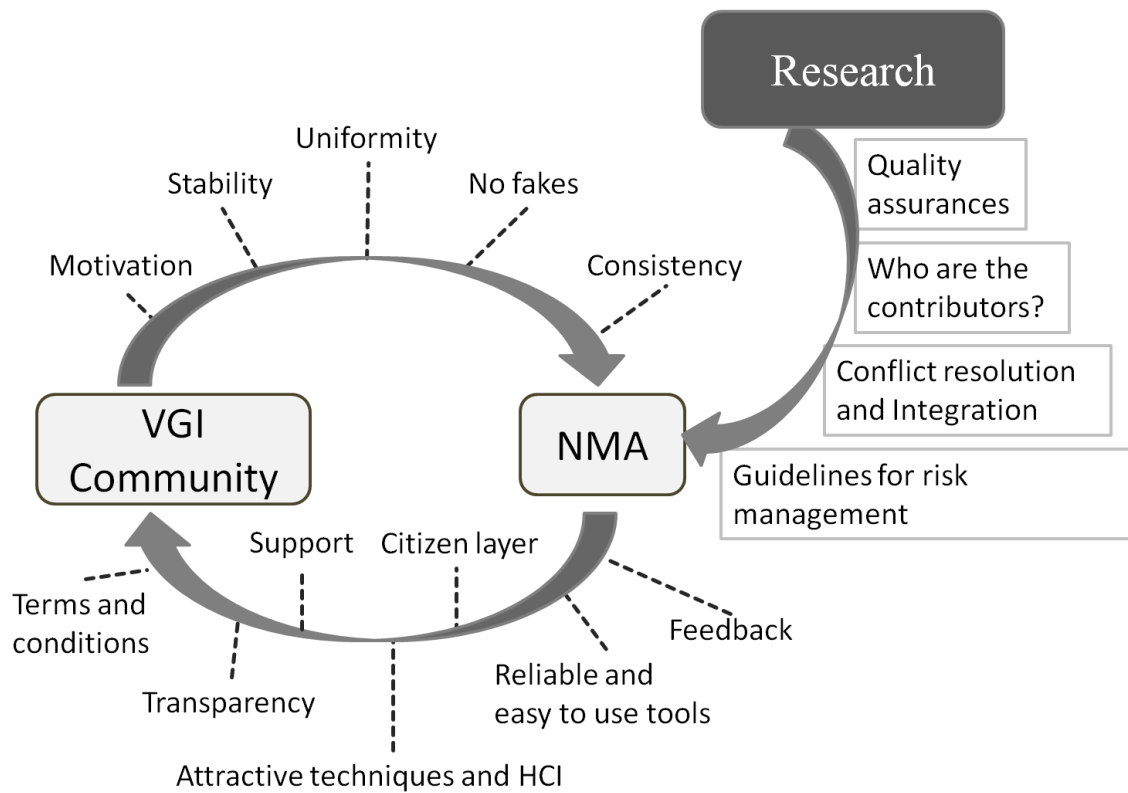 Research
Uniformity
Stability
No fakes
Motivation
Consistency
Quality
assurances
Who are the
contributors?
Conflict resolution
and Integration
Guidelines for risk
management
VGI
Community
NMA
Support
Citizen layer
Terms and
conditions
Feedback
Transparency
Reliable and
easy to use tools
Attractive techniques and HCI